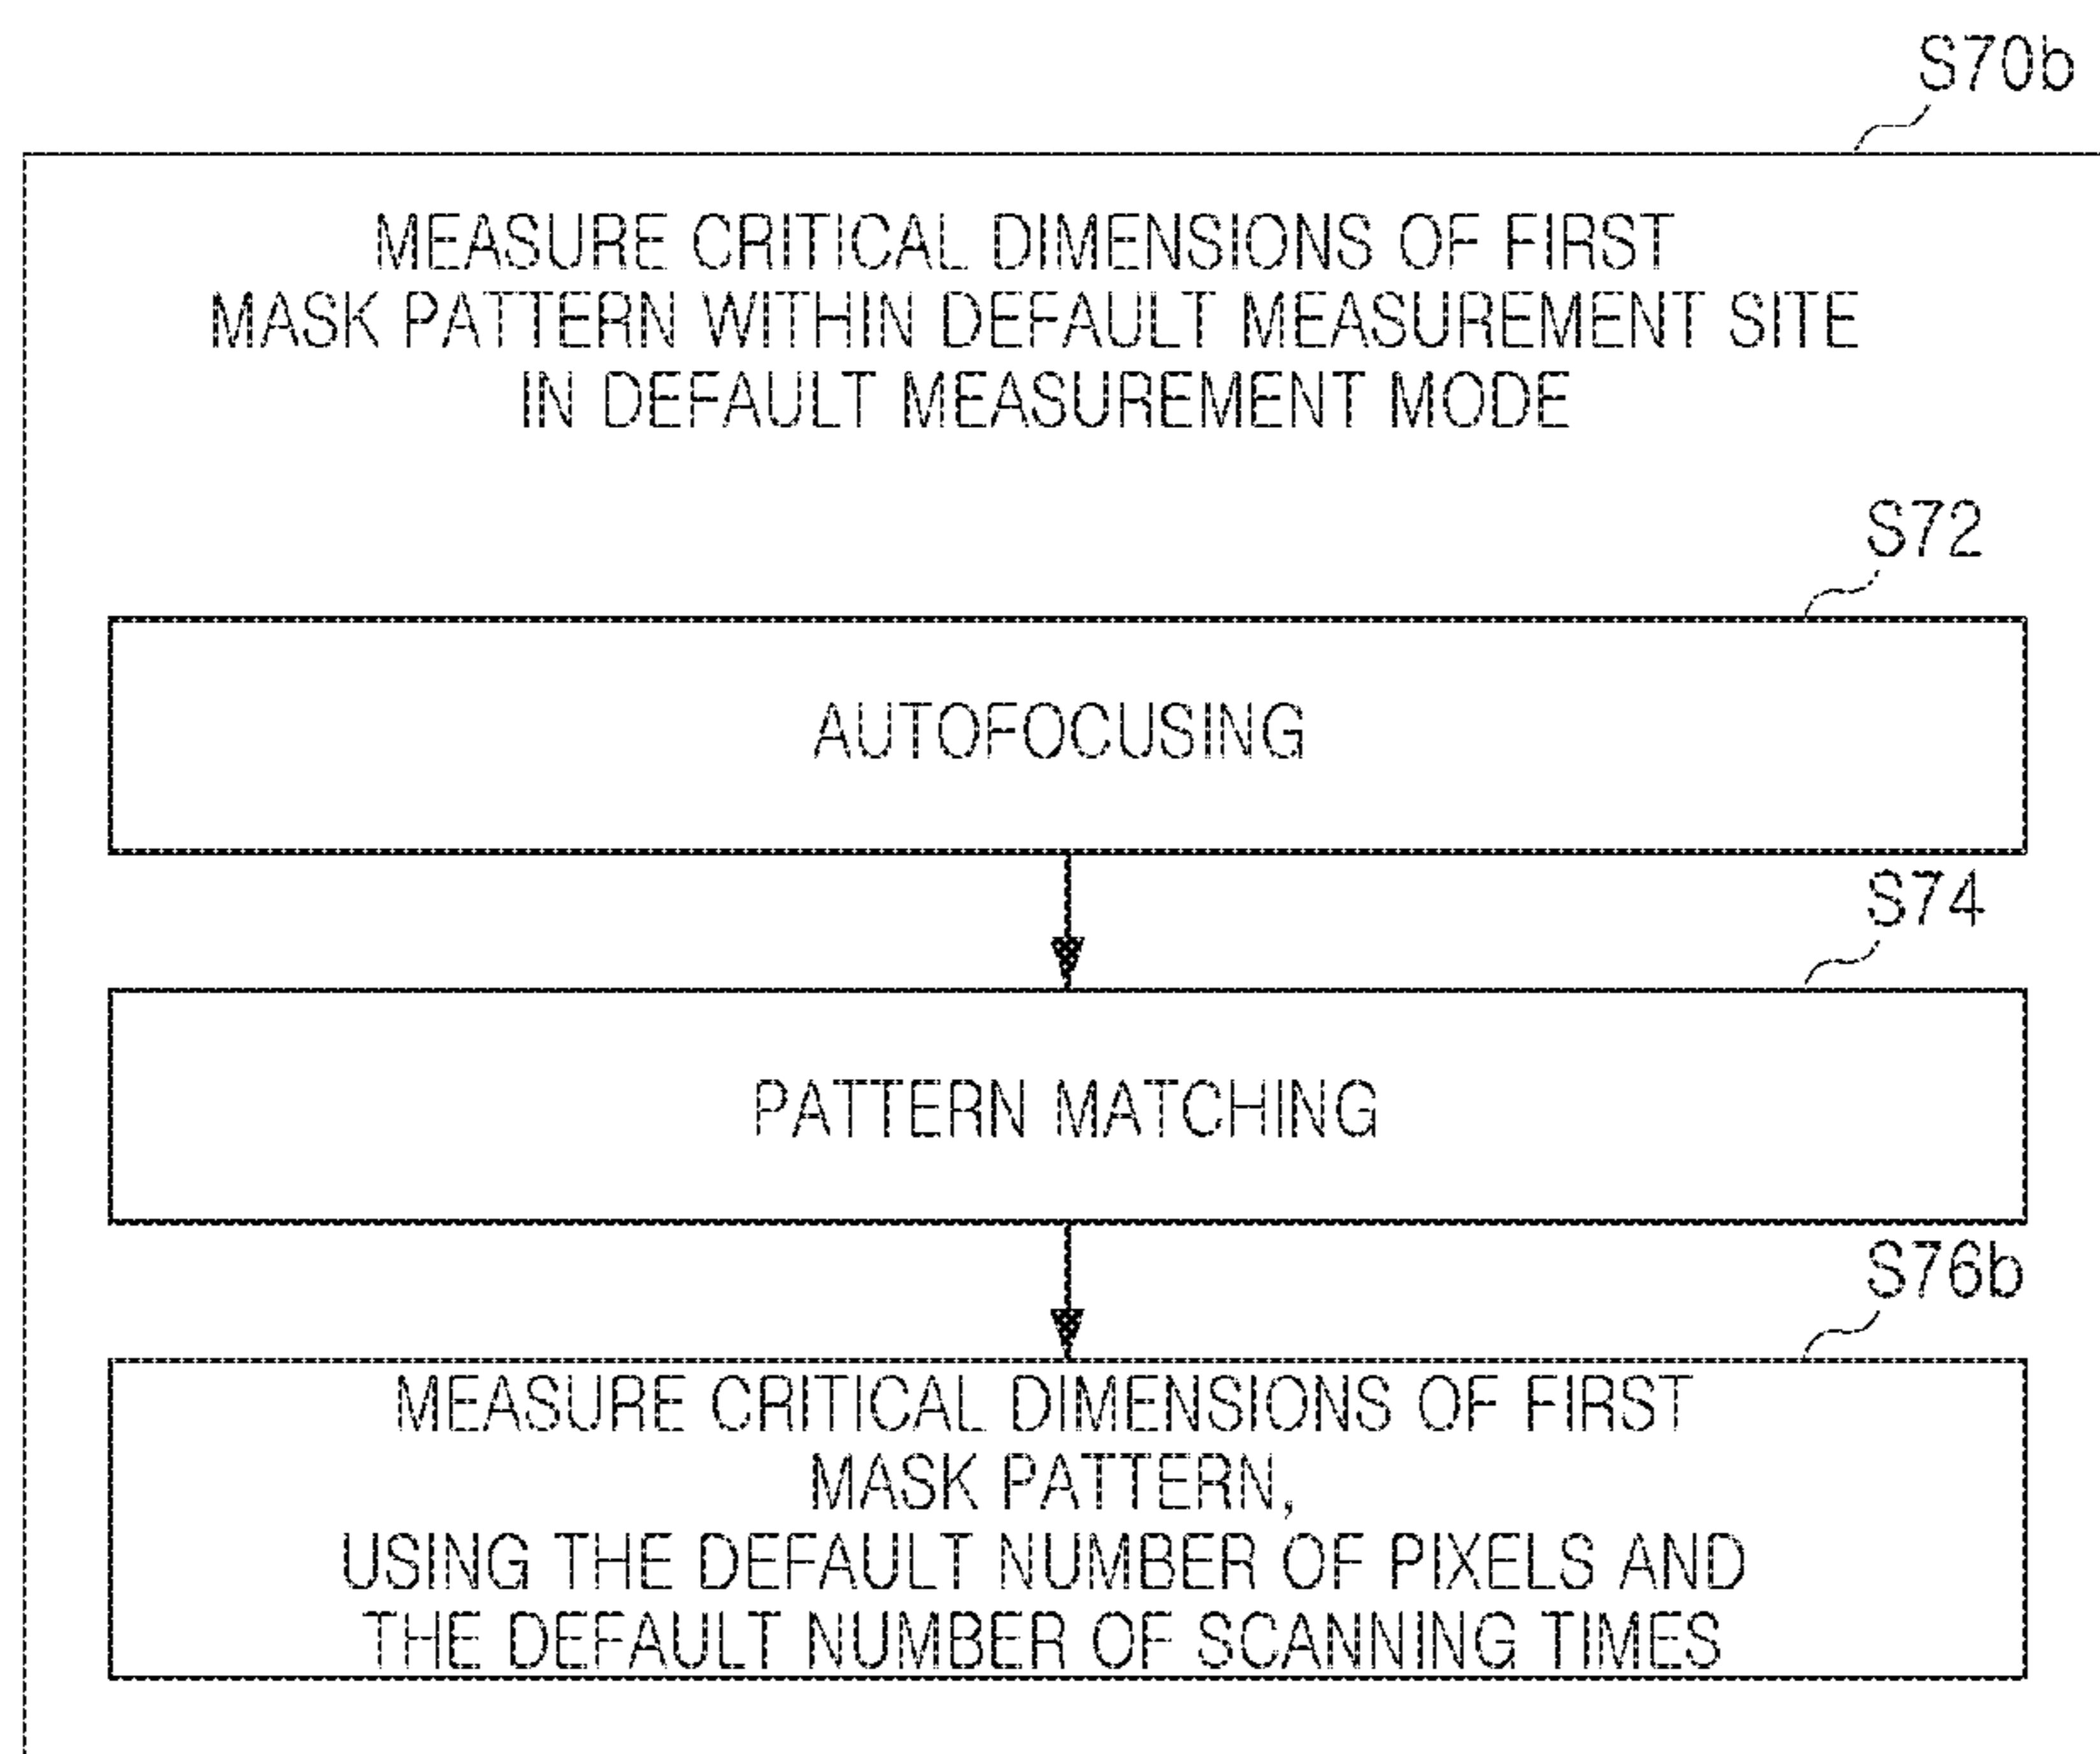 S70b
MEASURE CRITICAL DIMENSIONS OF FIRST
MASK PATTERN WITHIN DEFAULT MEASUREMENT SITE
IN DEFAULT MEASUREMENT MODE
S72
AUTOFOCUSING
S74
PATTERN MATCHING
S76b
MEASURE CRITICAL DIMENSIONS OF FIRST
MASK PATTERN,
USING THE DEFAULT NUMBER OF PIXELS AND
THE DEFAULT NUMBER OF SCANNING TIMES